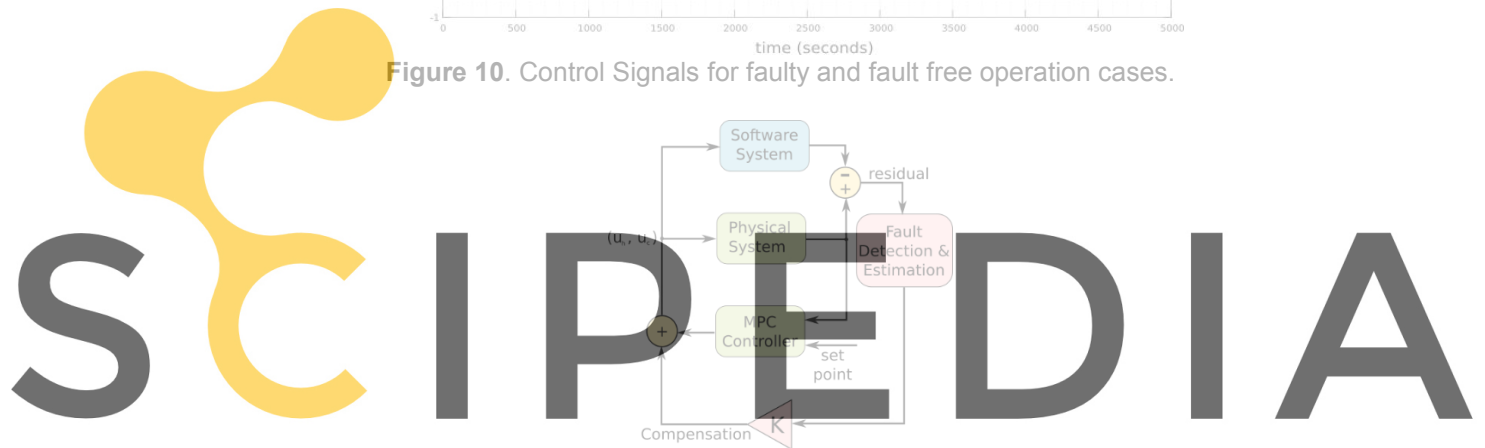 -1
0 500 1000 1500 2000 2500 3000 3500 4000 4500 5000
time (seconds)
Figure 10. Control Signals for faulty and fault free operation cases.
Software
System
-
+
residual
(uₕ, u꜀)
Physical
System
Fault
Detection &
Estimation
SCIPEDIA
+
MPC
Controller
set
point
K
Compensation